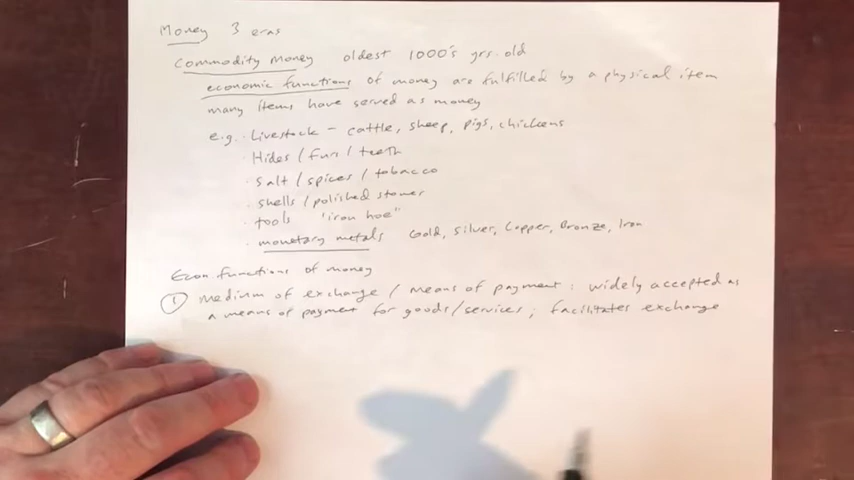 Money 3 eras
Commodity Money oldest 1000's yrs. old
economic functions of money are fulfilled by a physical item
many items have served as money
e.g. · Livestock - cattle, sheep, pigs, chickens
· Hides / furs / teeth
· Salt / spices / tobacco
· shells / polished stones
· tools "iron hoe"
· monetary metals Gold, Silver, Copper, Bronze, Iron
Econ functions of money
① medium of exchange / means of payment : widely accepted as
a means of payment for goods/services ; facilitates exchange